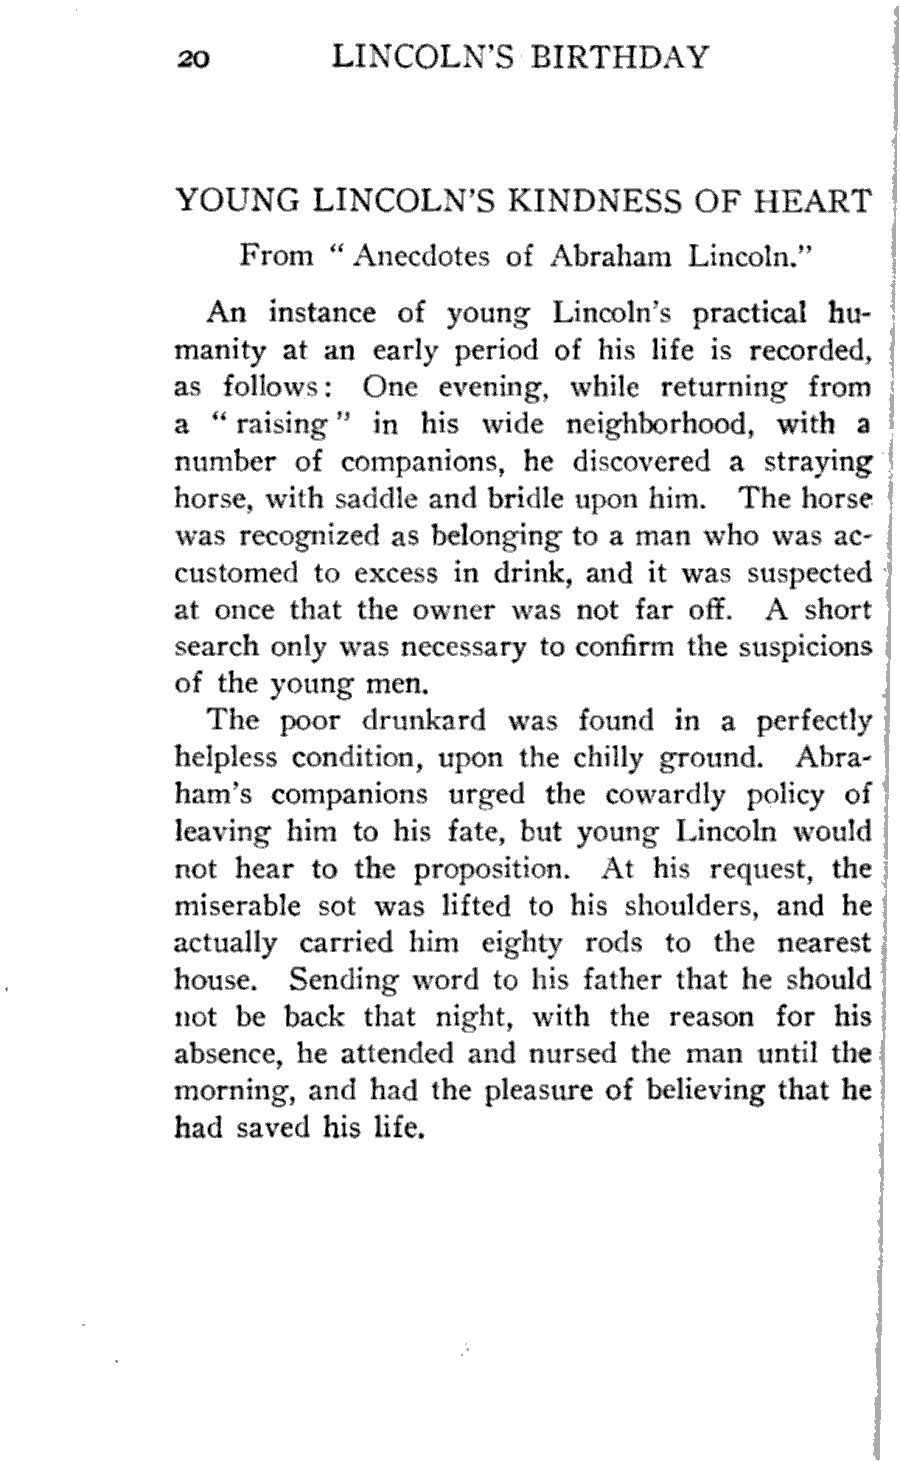 20 LINCOLN'S BIRTHDAY
YOUNG LINCOLN'S KINDNESS OF HEART
From " Anecdotes of Abraham Lincoln."
An instance of young Lincoln's practical hu-
manity at an early period of his life is recorded,
as follows: One evening, while returning from
a " raising " in his wide neighborhood, with a
number of companions, he discovered a straying
horse, with saddle and bridle upon him. The horse
was recognized as belonging to a man who was ac-
customed to excess in drink, and it was suspected
at once that the owner was not far off. A short
search only was necessary to confirm the suspicions
of the young men.
The poor drunkard was found in a perfectly
helpless condition, upon the chilly ground. Abra-
ham's companions urged the cowardly policy of
leaving him to his fate, but young Lincoln would
not hear to the proposition. At his request, the
miserable sot was lifted to his shoulders, and he
actually carried him eighty rods to the nearest
house. Sending word to his father that he should
not be back that night, with the reason for his
absence, he attended and nursed the man until the
morning, and had the pleasure of believing that he
had saved his life.